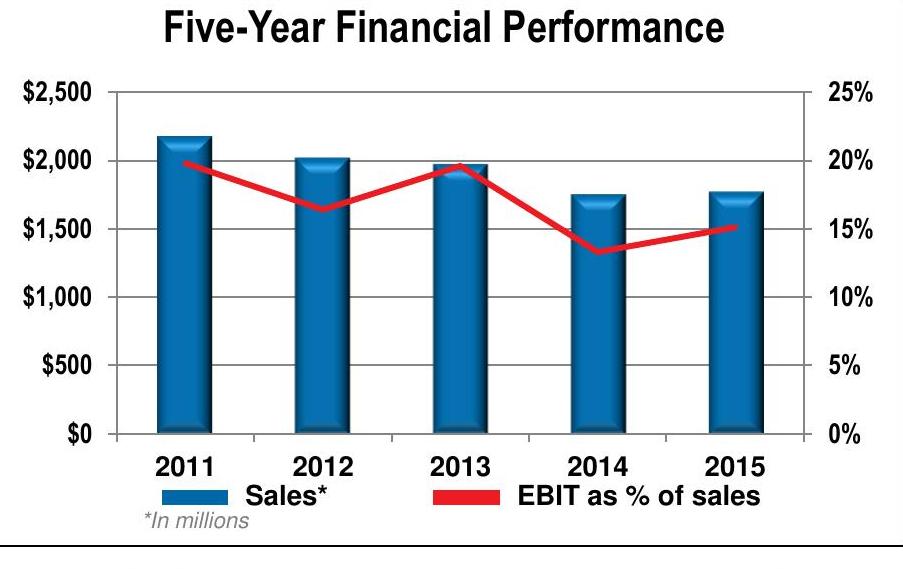 Five-Year Financial Performance
$2,500 25%
$2,000 20%
$1,500 15%
$1,000 10%
$500 5%
$0 0%
2011 2012 2013 2014 2015
Sales* EBIT as % of sales
*In millions